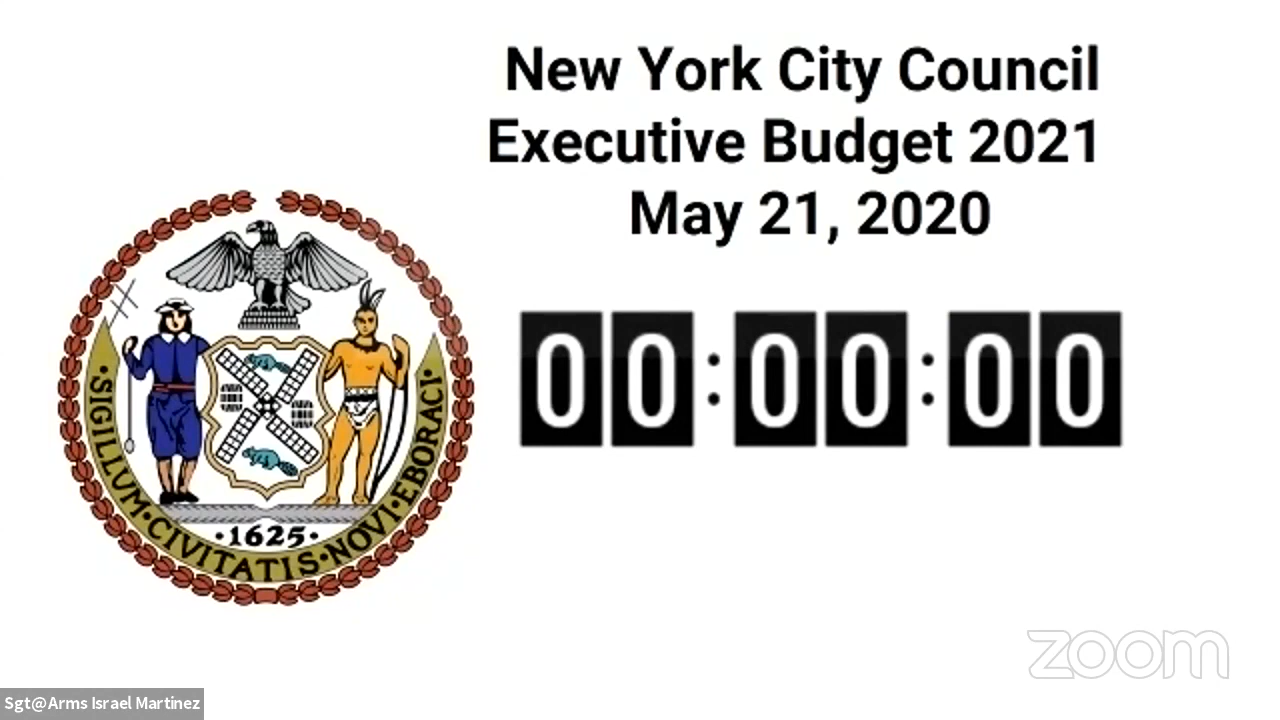 New York City Council
Executive Budget 2021
May 21, 2020
00:00:00
·SIGILLUM·CIVITATIS·NOVI·EBORACI·
·1625·
zoom
Sgt@Arms Israel Martinez